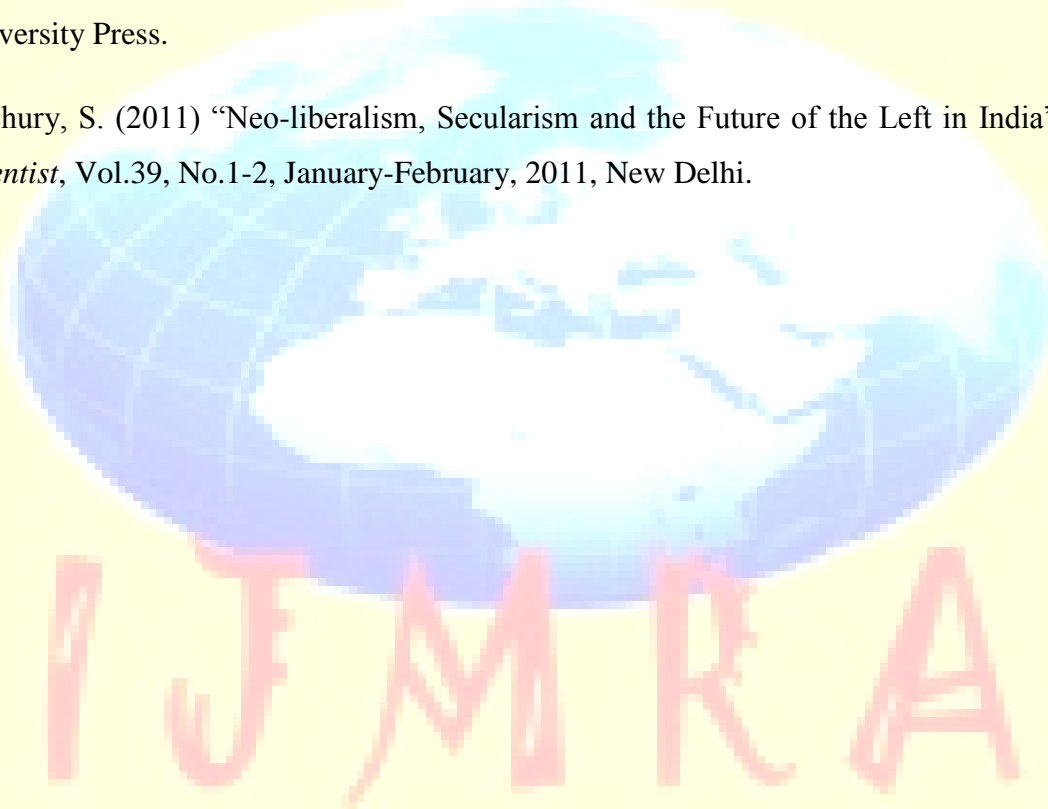 versity Press.
hury, S. (2011) “Neo-liberalism, Secularism and the Future of the Left in India”
entist, Vol.39, No.1-2, January-February, 2011, New Delhi.
IJMRA